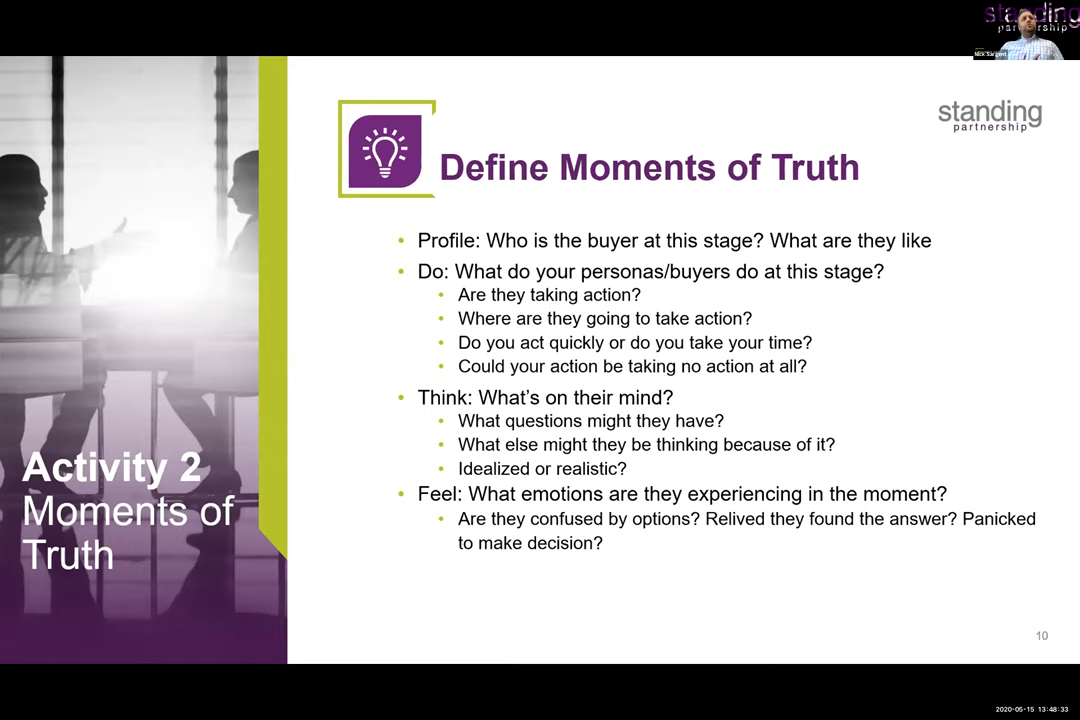 standing
partnership
Nick Sargent
standing
partnership
Define Moments of Truth
• Profile: Who is the buyer at this stage? What are they like
• Do: What do your personas/buyers do at this stage?
• Are they taking action?
• Where are they going to take action?
• Do you act quickly or do you take your time?
• Could your action be taking no action at all?
• Think: What's on their mind?
• What questions might they have?
• What else might they be thinking because of it?
• Idealized or realistic?
• Feel: What emotions are they experiencing in the moment?
• Are they confused by options? Relived they found the answer? Panicked
to make decision?
Activity 2
Moments of
Truth
10
2020-05-15 13:48:33